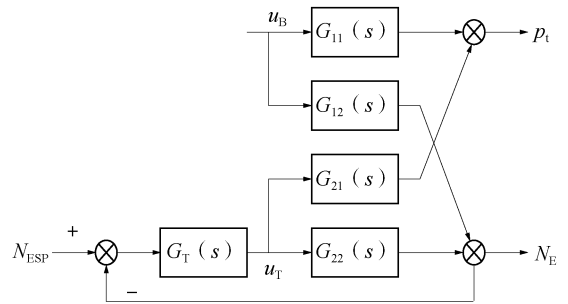 u_B
G_11 (s)
p_t
G_12 (s)
G_21 (s)
+
N_ESP
G_T (s)
u_T
G_22 (s)
N_E
−